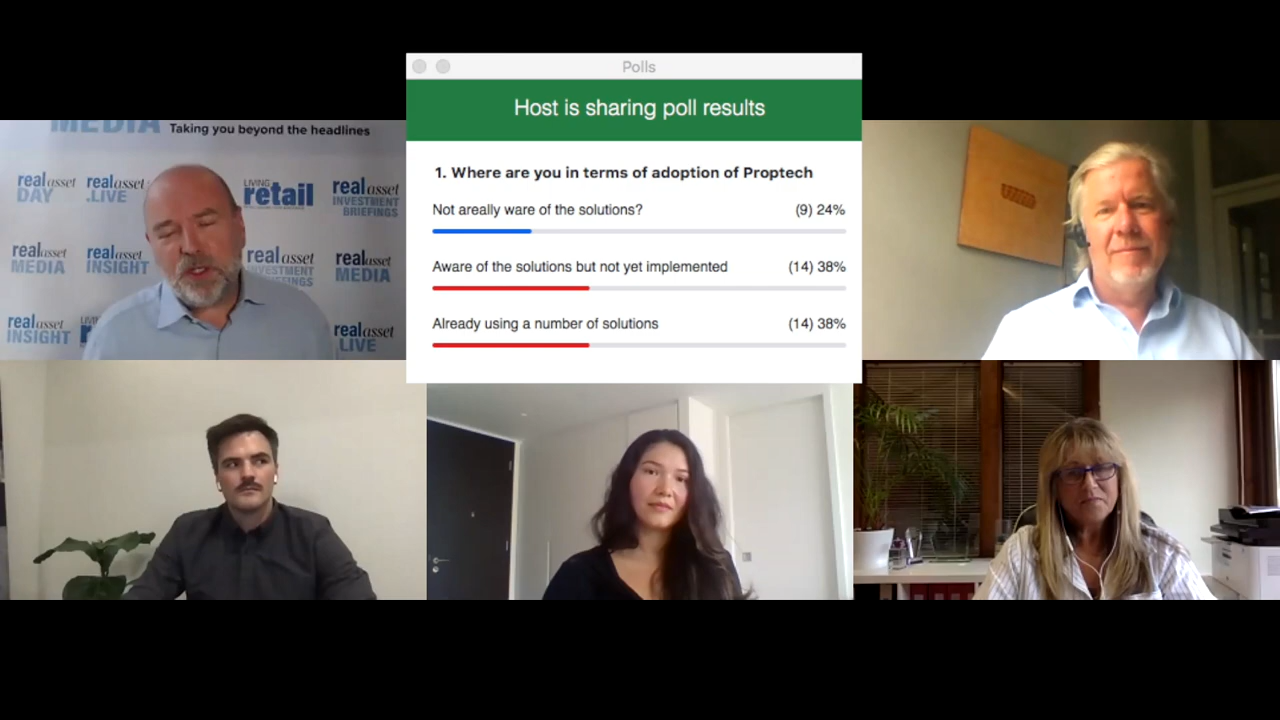 Polls
Host is sharing poll results
1. Where are you in terms of adoption of Proptech
Not areally ware of the solutions? (9) 24%
Aware of the solutions but not yet implemented (14) 38%
Already using a number of solutions (14) 38%
MEDIA
Taking you beyond the headlines
real asset DAY
real asset .LIVE
LIVING retail
real asset INVESTMENT BRIEFINGS
real asset MEDIA
real asset INSIGHT
real asset INVESTMENT BRIEFINGS
real asset MEDIA
real asset INSIGHT
real asset LIVE